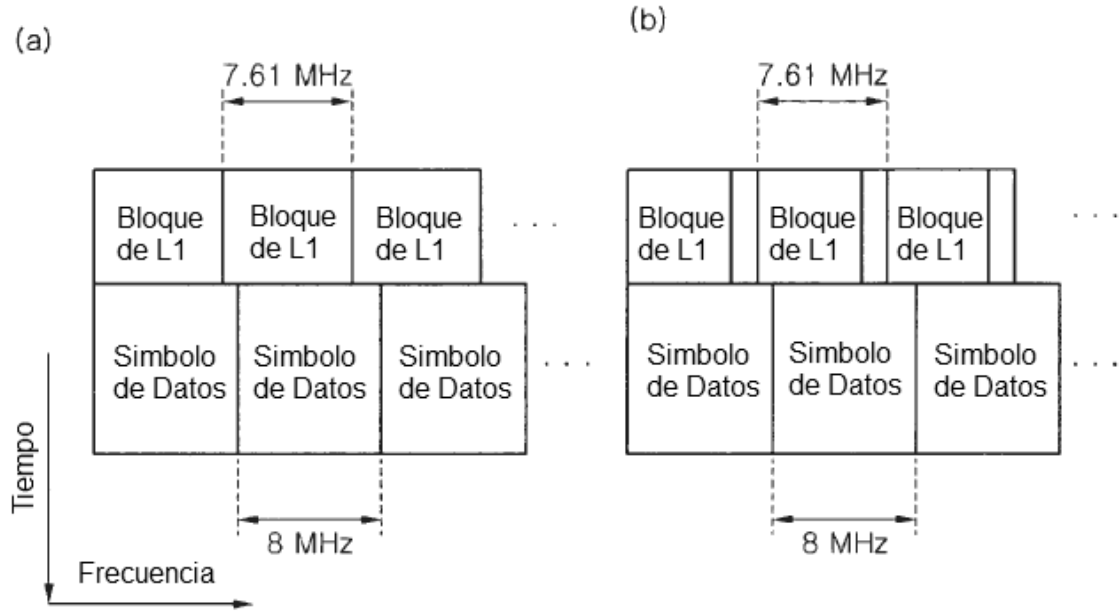 (a)
7.61 MHz
Bloque
de L1
Bloque
de L1
Bloque
de L1
. . .
Simbolo
de Datos
Simbolo
de Datos
Simbolo
de Datos
. . .
8 MHz
Tiempo
Frecuencia
(b)
7.61 MHz
Bloque
de L1
Bloque
de L1
Bloque
de L1
. . .
Simbolo
de Datos
Simbolo
de Datos
Simbolo
de Datos
. . .
8 MHz